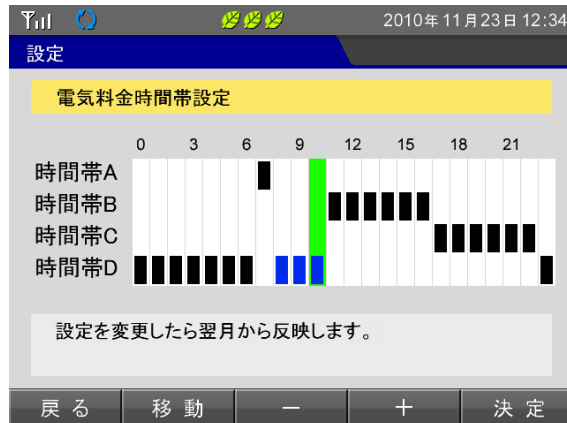 2010年11月23日 12:34
設定
電気料金時間帯設定
0 3 6 9 12 15 18 21
時間帯A
時間帯B
時間帯C
時間帯D
設定を変更したら翌月から反映します。
戻る 移動 － ＋ 決定